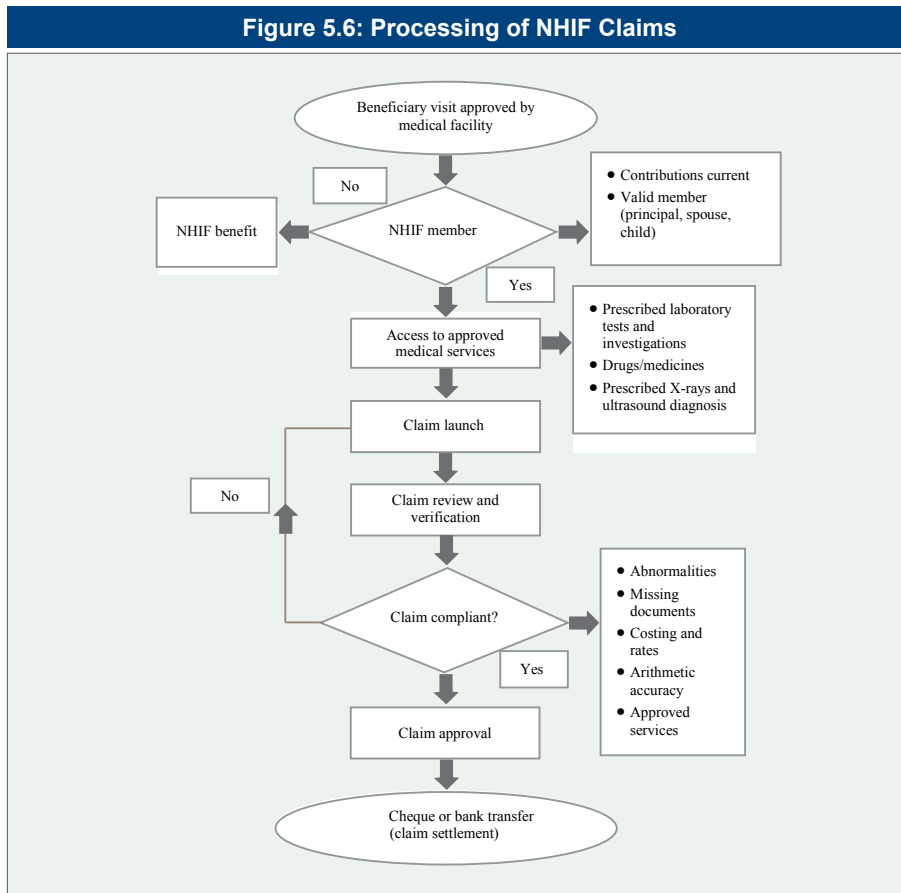 Figure 5.6: Processing of NHIF Claims
Beneficiary visit approved by
medical facility
No
● Contributions current
● Valid member
(principal, spouse,
child)
NHIF benefit
NHIF member
Yes
Access to approved
medical services
● Prescribed laboratory
tests and
investigations
● Drugs/medicines
● Prescribed X-rays and
ultrasound diagnosis
Claim launch
No
Claim review and
verification
Claim compliant?
● Abnormalities
● Missing
documents
● Costing and
rates
● Arithmetic
accuracy
● Approved
services
Yes
Claim approval
Cheque or bank transfer
(claim settlement)